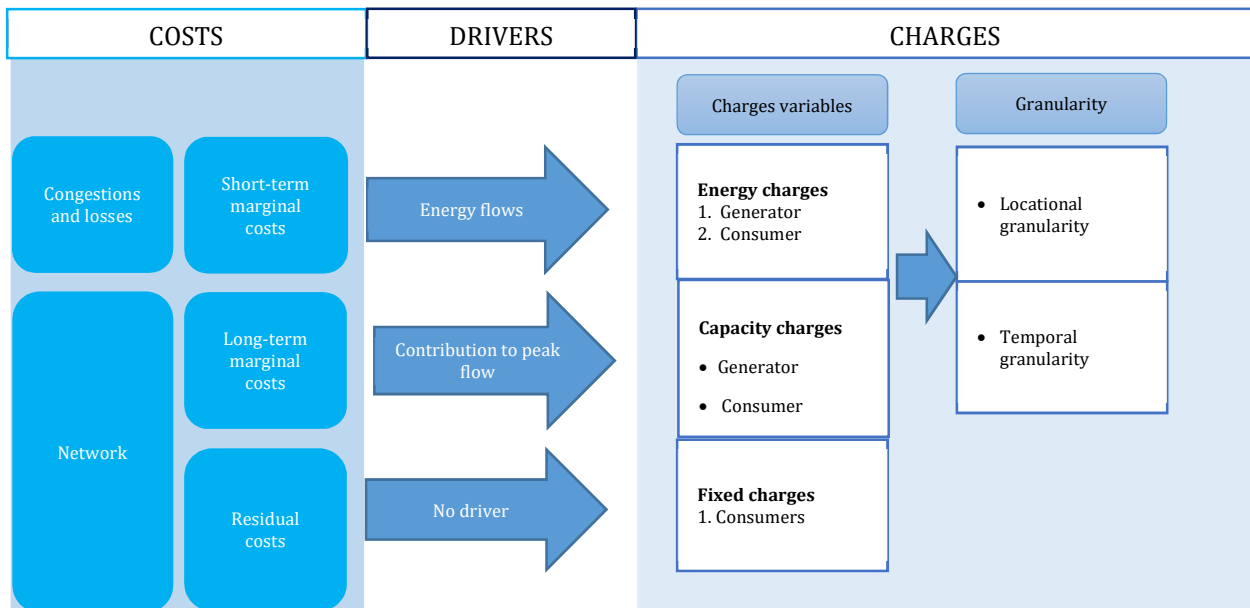 COSTS
DRIVERS
CHARGES
Charges variables
Granularity
Congestions
and losses
Short-term
marginal
costs
Energy flows
Energy charges
1. Generator
2. Consumer
• Locational
granularity
Network
Long-term
marginal
costs
Contribution to peak
flow
Capacity charges
• Generator
• Consumer
• Temporal
granularity
Residual
costs
No driver
Fixed charges
1. Consumers